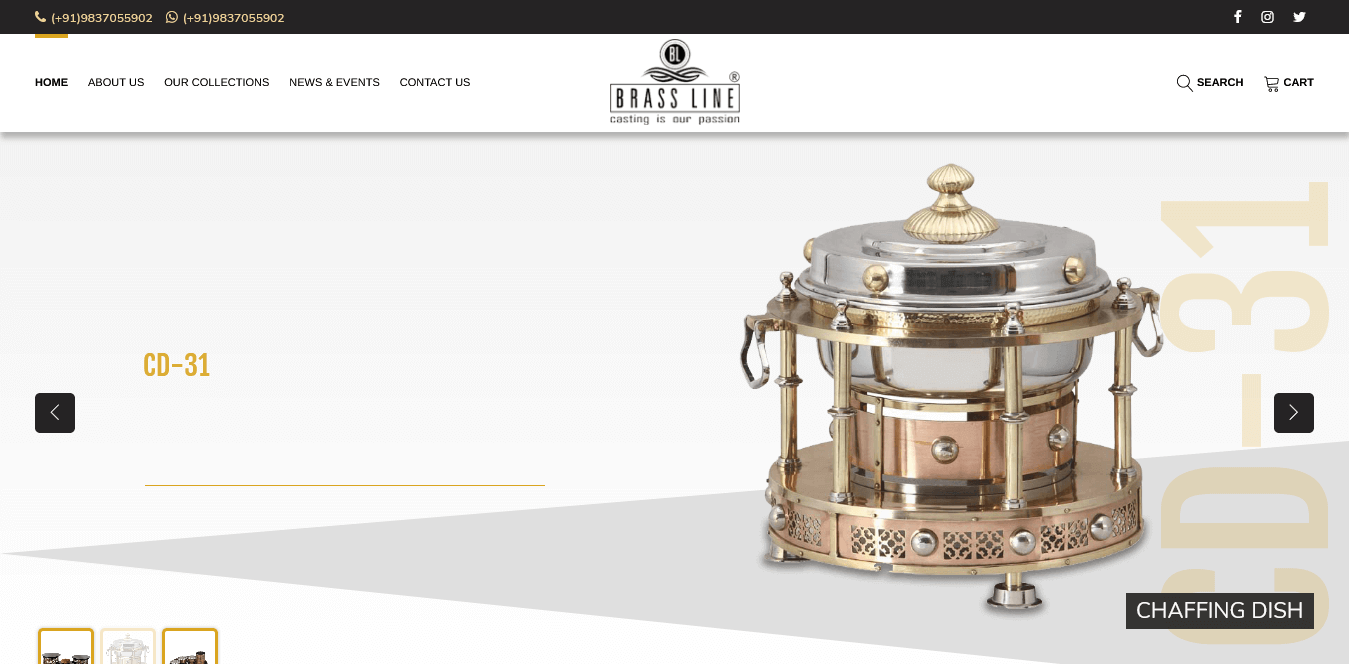 (+91)9837055902 (+91)9837055902
HOME ABOUT US OUR COLLECTIONS NEWS & EVENTS CONTACT US
BL
BRASS LINE ®
casting is our passion
SEARCH CART
CD-31
CD-31
CHAFFING DISH